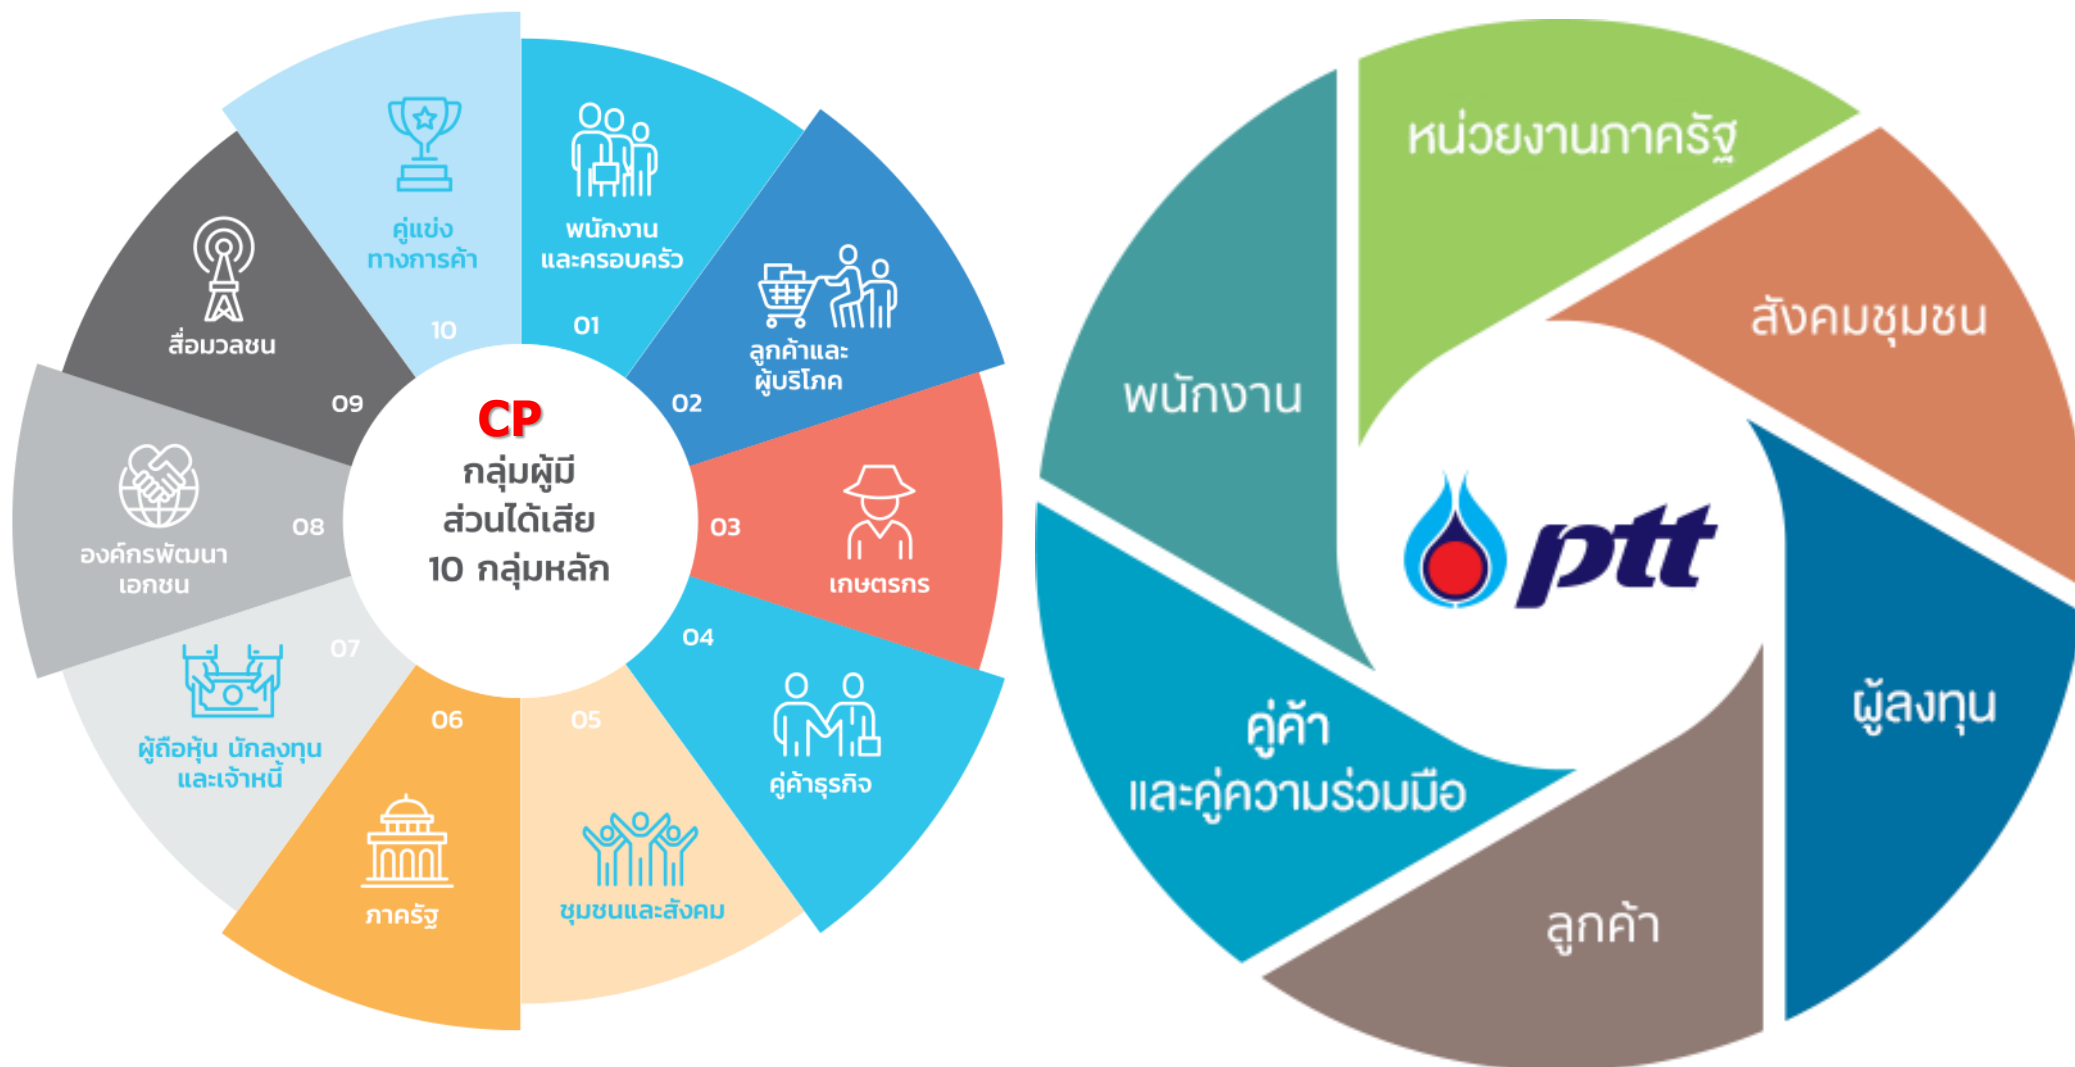 CP
กลุ่มผู้มี
ส่วนได้เสีย
10 กลุ่มหลัก
พนักงาน
และครอบครัว
01
ลูกค้าและ
ผู้บริโภค
02
03
เกษตรกร
04
คู่ค้าธุรกิจ
05
ชุมชนและสังคม
06
ภาครัฐ
07
ผู้ถือหุ้น นักลงทุน
และเจ้าหนี้
08
องค์กรพัฒนา
เอกชน
สื่อมวลชน
09
คู่แข่ง
ทางการค้า
10
หน่วยงานภาครัฐ
สังคมชุมชน
ผู้ลงทุน
ลูกค้า
คู่ค้า
และคู่ความร่วมมือ
พนักงาน
ptt